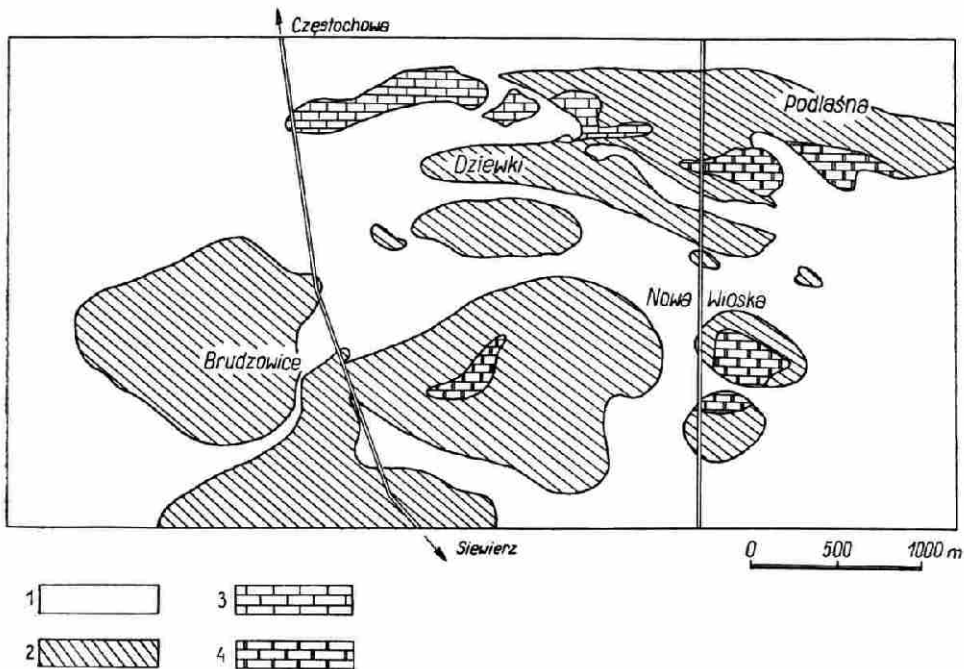 Częstochowa
Podlaśna
Dziewki
Nowa Wioska
Brudzowice
Siewierz
0 500 1000 m
1
2
3
4